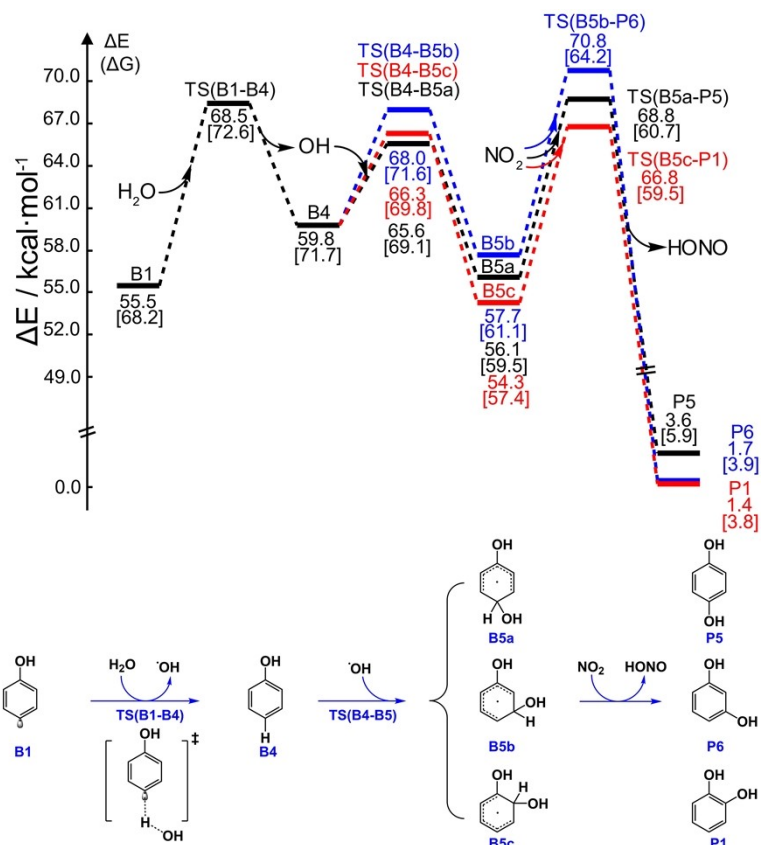 ΔE
(ΔG)
ΔE / kcal·mol-1
70.0
67.0
64.0
61.0
58.0
55.0
52.0
49.0
0.0
H2O
B1
55.5
[68.2]
TS(B1-B4)
68.5
[72.6]
OH
B4
59.8
[71.7]
TS(B4-B5b)
TS(B4-B5c)
TS(B4-B5a)
68.0
[71.6]
66.3
[69.8]
65.6
[69.1]
B5b
B5a
B5c
57.7
[61.1]
56.1
[59.5]
54.3
[57.4]
NO2
TS(B5b-P6)
70.8
[64.2]
TS(B5a-P5)
68.8
[60.7]
TS(B5c-P1)
66.8
[59.5]
HONO
P5
3.6
[5.9]
P6
1.7
[3.9]
P1
1.4
[3.8]
OH
B1
H2O
·OH
TS(B1-B4)
OH
H
OH
‡
OH
H
B4
·OH
TS(B4-B5)
OH
H OH
B5a
OH
OH
H
B5b
OH
H
OH
B5c
NO2
HONO
OH
OH
P5
OH
OH
P6
OH
OH
P1